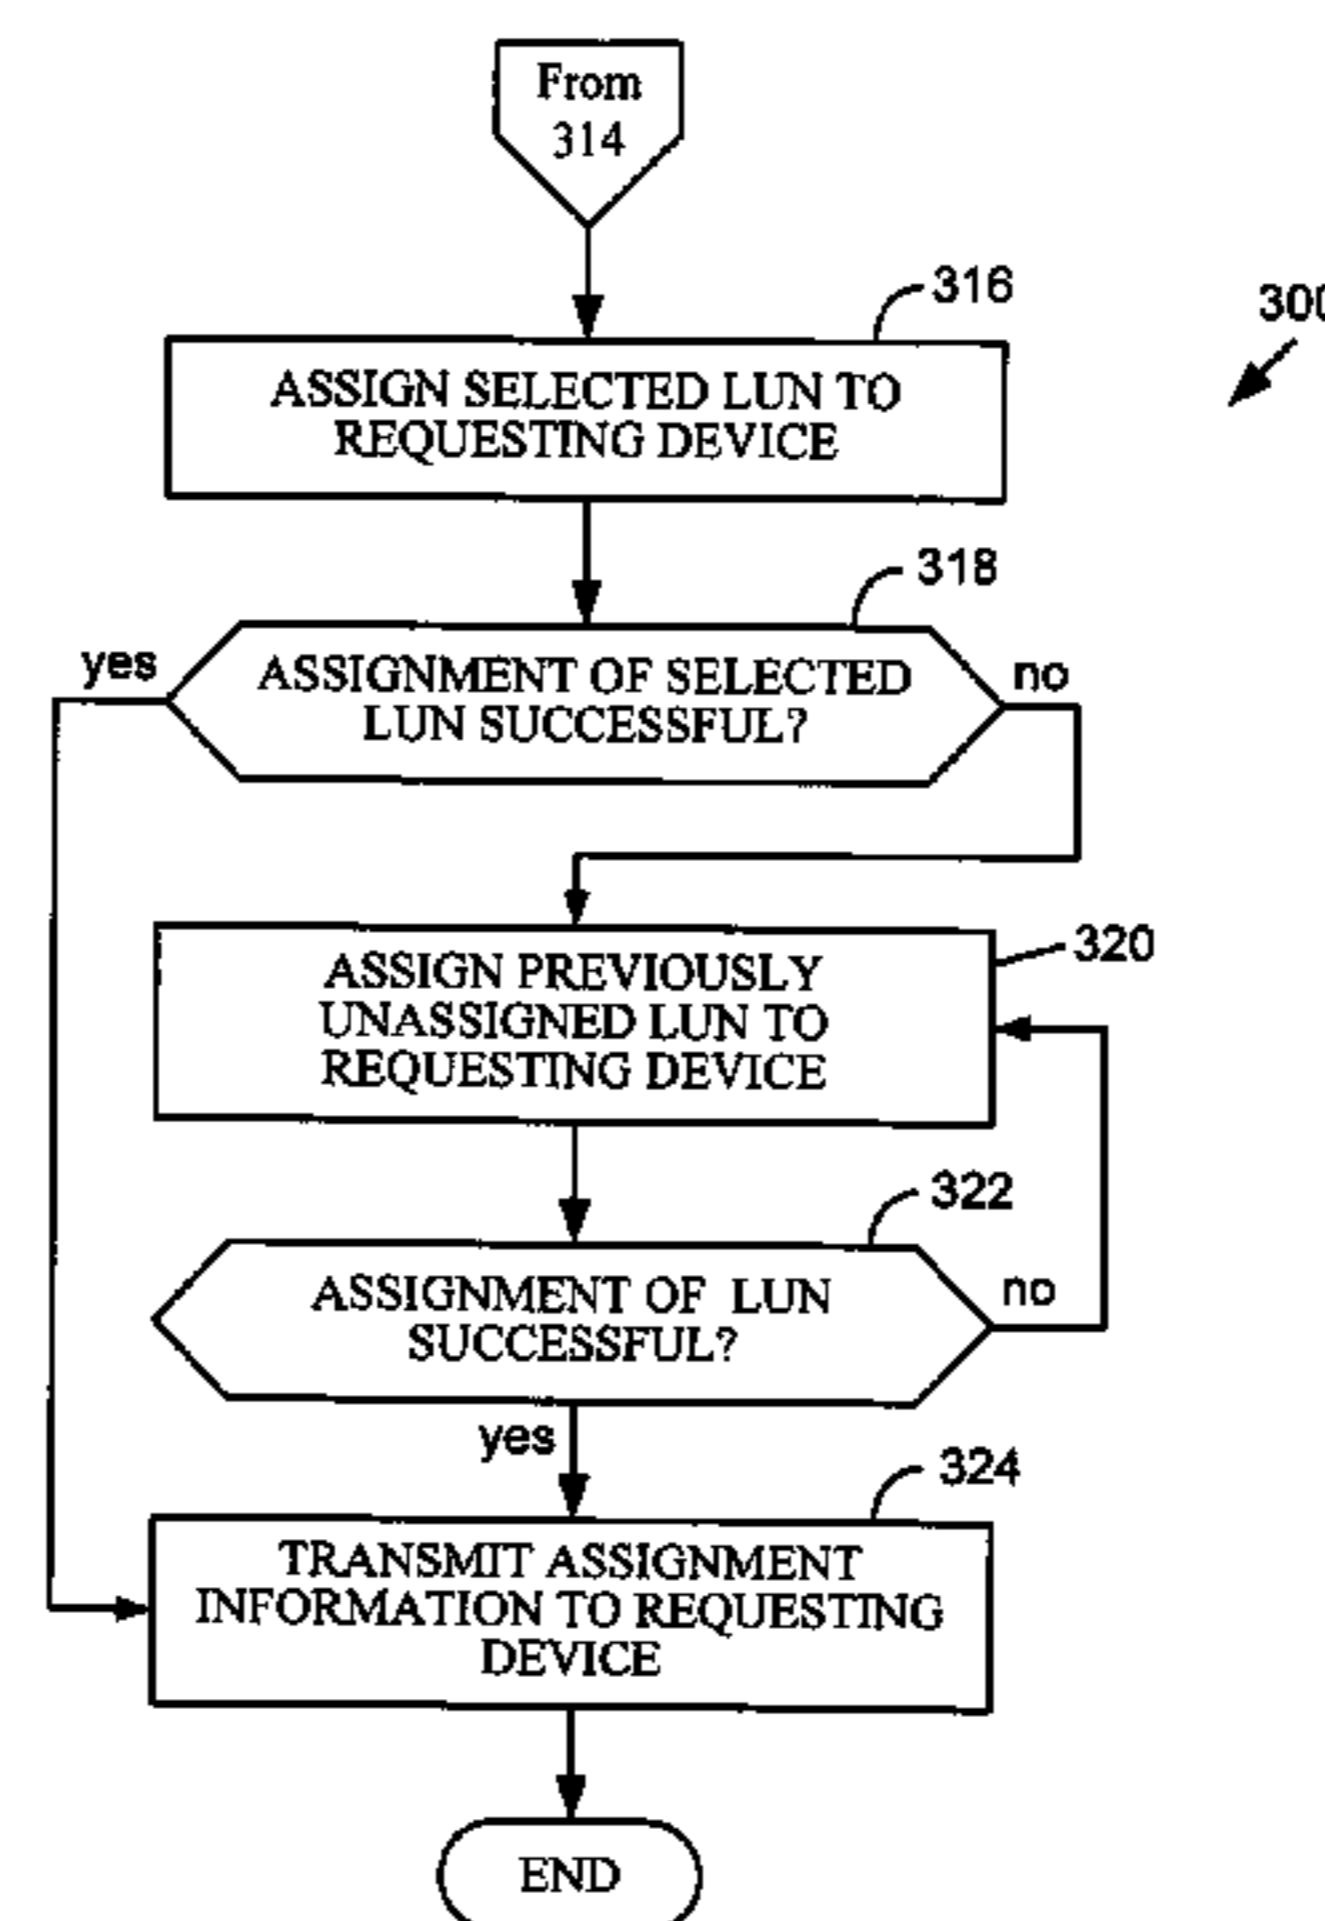 From
314
316
300
ASSIGN SELECTED LUN TO
REQUESTING DEVICE
318
yes
ASSIGNMENT OF SELECTED
LUN SUCCESSFUL?
no
320
ASSIGN PREVIOUSLY
UNASSIGNED LUN TO
REQUESTING DEVICE
322
ASSIGNMENT OF LUN
SUCCESSFUL?
no
yes
324
TRANSMIT ASSIGNMENT
INFORMATION TO REQUESTING
DEVICE
END